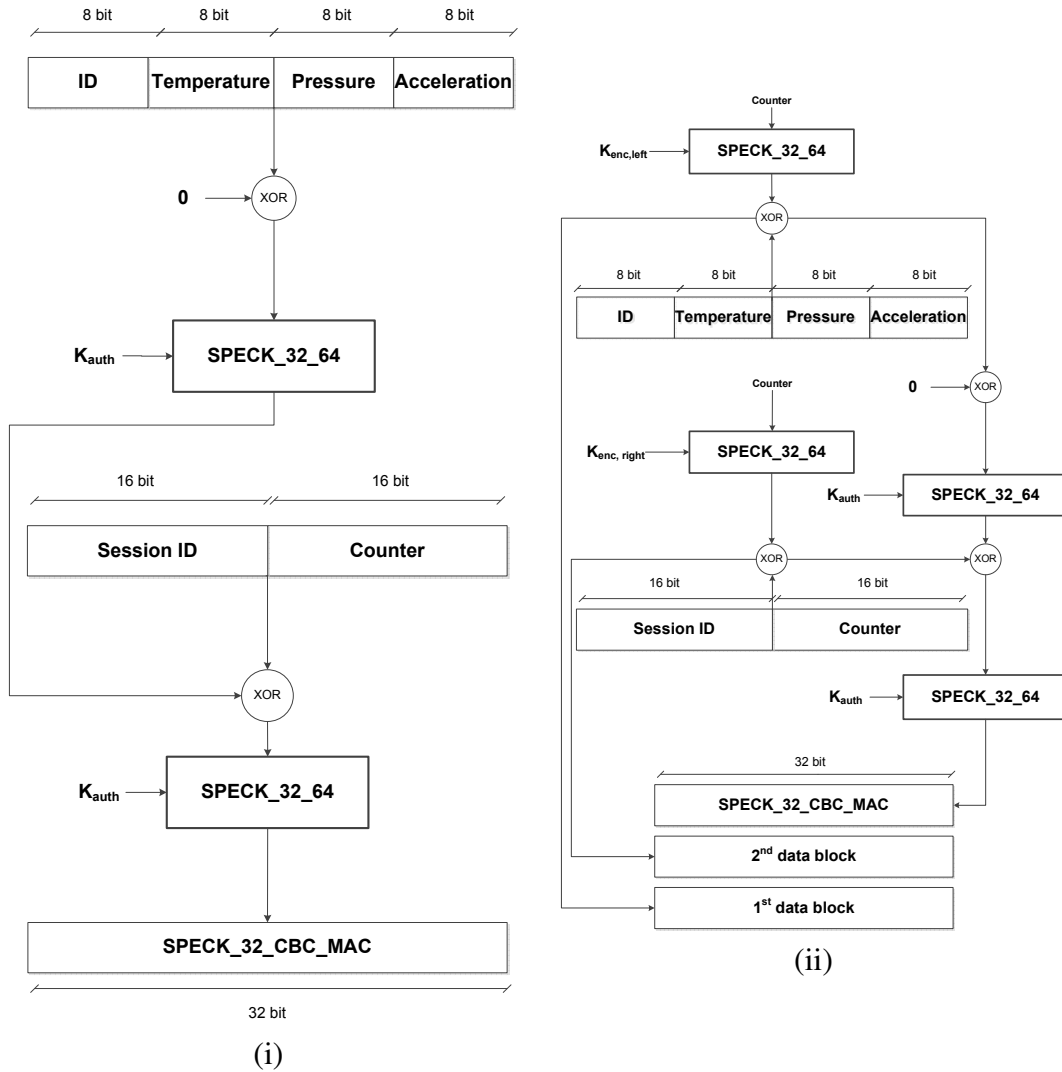 8 bit 8 bit 8 bit 8 bit
ID Temperature Pressure Acceleration
0 XOR
K_auth SPECK_32_64
16 bit 16 bit
Session ID Counter
XOR
K_auth SPECK_32_64
SPECK_32_CBC_MAC
32 bit
(i)
Counter
K_enc,left SPECK_32_64
XOR
8 bit 8 bit 8 bit 8 bit
ID Temperature Pressure Acceleration
0 XOR
Counter
K_enc, right SPECK_32_64
K_auth SPECK_32_64
XOR XOR
16 bit 16 bit
Session ID Counter
K_auth SPECK_32_64
32 bit
SPECK_32_CBC_MAC
2nd data block
1st data block
(ii)